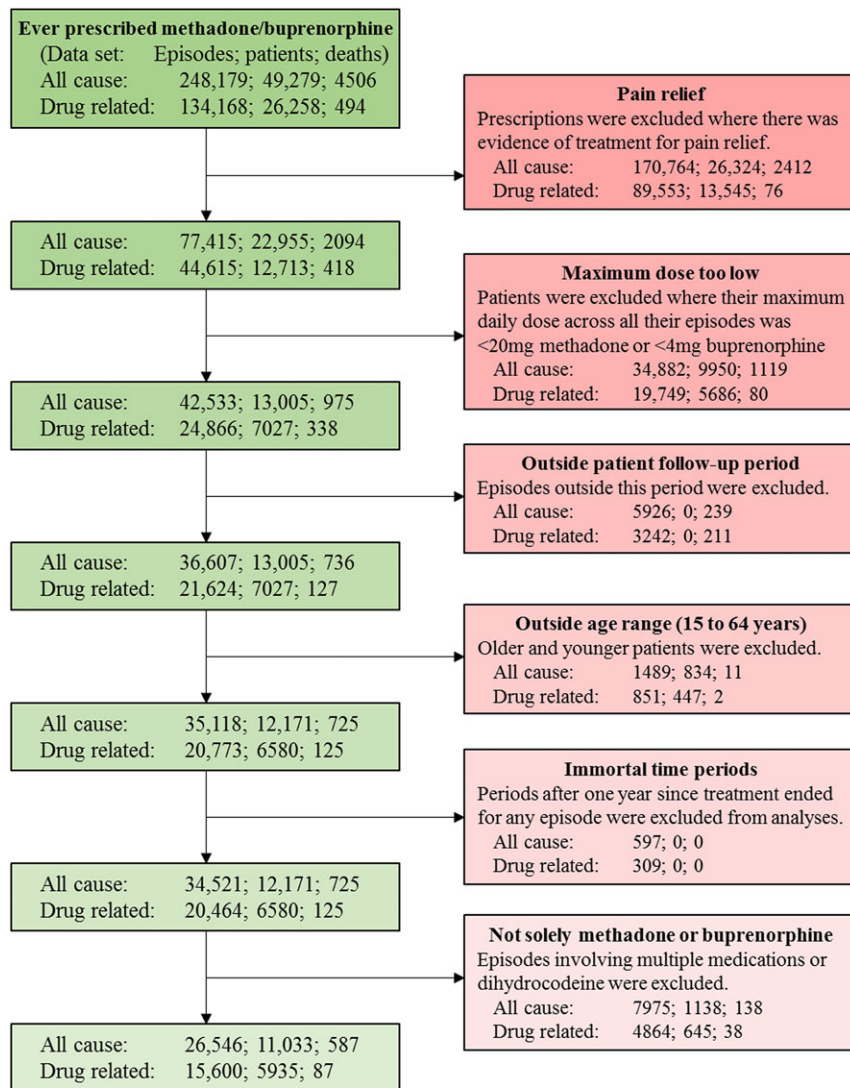 Ever prescribed methadone/buprenorphine
(Data set: Episodes; patients; deaths)
All cause: 248,179; 49,279; 4506
Drug related: 134,168; 26,258; 494
Pain relief
Prescriptions were excluded where there was
evidence of treatment for pain relief.
All cause: 170,764; 26,324; 2412
Drug related: 89,553; 13,545; 76
All cause: 77,415; 22,955; 2094
Drug related: 44,615; 12,713; 418
Maximum dose too low
Patients were excluded where their maximum
daily dose across all their episodes was
<20mg methadone or <4mg buprenorphine
All cause: 34,882; 9950; 1119
Drug related: 19,749; 5686; 80
All cause: 42,533; 13,005; 975
Drug related: 24,866; 7027; 338
Outside patient follow-up period
Episodes outside this period were excluded.
All cause: 5926; 0; 239
Drug related: 3242; 0; 211
All cause: 36,607; 13,005; 736
Drug related: 21,624; 7027; 127
Outside age range (15 to 64 years)
Older and younger patients were excluded.
All cause: 1489; 834; 11
Drug related: 851; 447; 2
All cause: 35,118; 12,171; 725
Drug related: 20,773; 6580; 125
Immortal time periods
Periods after one year since treatment ended
for any episode were excluded from analyses.
All cause: 597; 0; 0
Drug related: 309; 0; 0
All cause: 34,521; 12,171; 725
Drug related: 20,464; 6580; 125
Not solely methadone or buprenorphine
Episodes involving multiple medications or
dihydrocodeine were excluded.
All cause: 7975; 1138; 138
Drug related: 4864; 645; 38
All cause: 26,546; 11,033; 587
Drug related: 15,600; 5935; 87